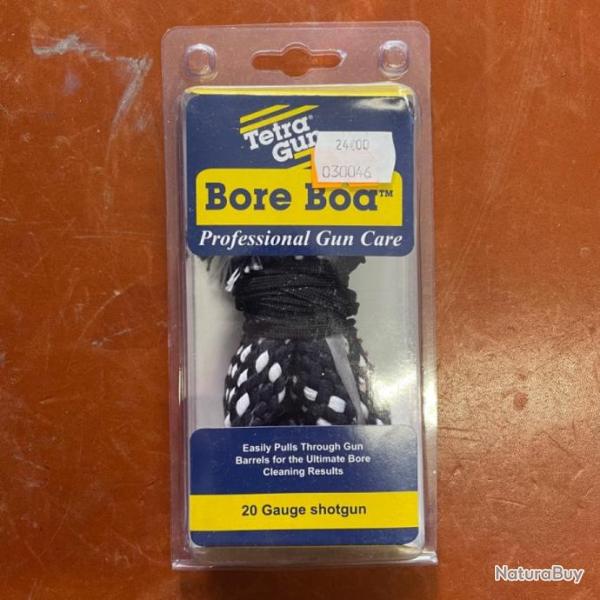 Tetra®
Gun
24€00
030046
Bore Boa™
Professional Gun Care
Easily Pulls Through Gun
Barrels for the Ultimate Bore
Cleaning Results
20 Gauge shotgun
NaturaBuy